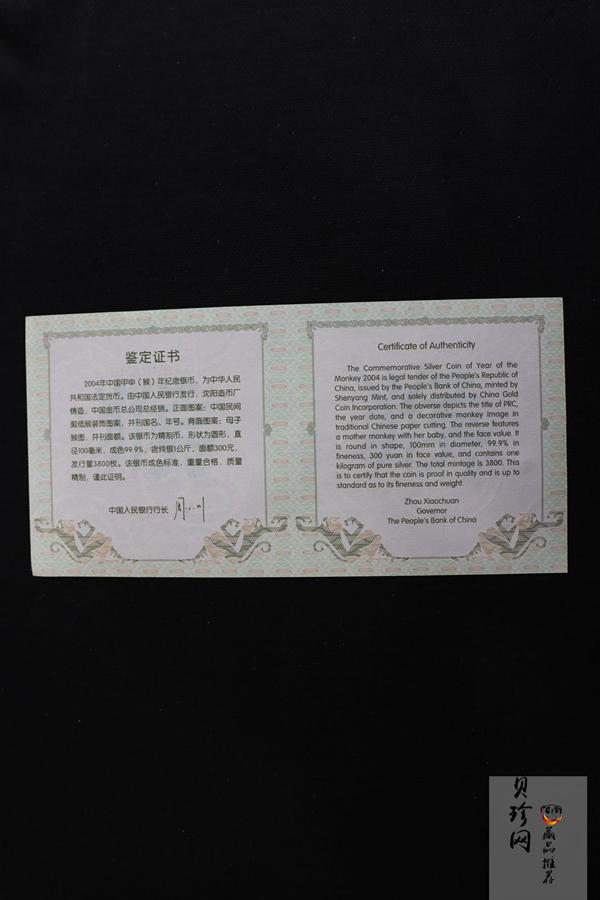 鉴定证书
2004年中国甲申（猴）年纪念银币，为中华人民
共和国法定货币。由中国人民银行发行，沈阳造币厂
铸造，中国金币总公司总经销。正面图案：中国民间
剪纸猴装饰图案，并刊国名、年号。背面图案：母子
猴图，并刊面额。该银币为精制币，形状为圆形，直
径100毫米，成色99.9%，含纯银1公斤，面额300元，
发行量3800枚。该银币成色标准，重量合格，质量
精制，谨此证明。
中国人民银行行长 周小川
Certificate of Authenticity
The Commemorative Silver Coin of Year of the
Monkey 2004 is legal tender of the People's Republic of
China, issued by the People's Bank of China, minted by
Shenyang Mint, and solely distributed by China Gold
Coin Incorporation. The obverse depicts the title of PRC,
the year date, and a decorative monkey image in
traditional Chinese paper cutting. The reverse features
a mother monkey with her baby, and the face value. It
is round in shape, 100mm in diameter, 99.9% in
fineness, 300 yuan in face value, and contains one
kilogram of pure silver. The total mintage is 3800. This
is to certify that the coin is proof in quality and is up to
standard as to its fineness and weight.
Zhou Xiaochuan
Governor
The People's Bank of China
贝珍网
藏品推荐